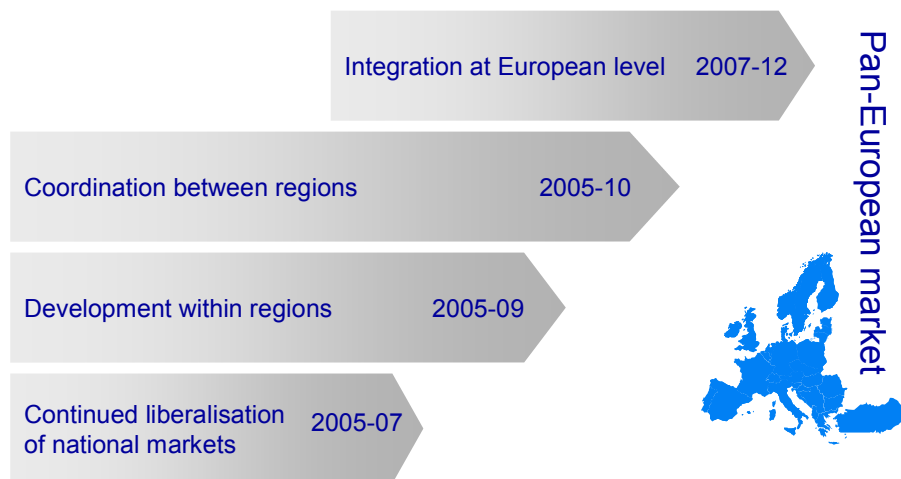 Integration at European level 2007-12
Coordination between regions 2005-10
Development within regions 2005-09
Continued liberalisation
of national markets 2005-07
Pan-European market